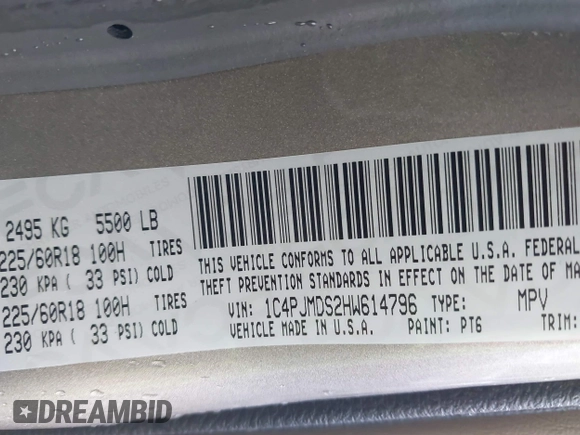 2495 KG 5500 LB
225/60R18 100H TIRES
230 KPA ( 33 PSI) COLD
225/60R18 100H TIRES
230 KPA ( 33 PSI) COLD
THIS VEHICLE CONFORMS TO ALL APPLICABLE U.S.A. FEDERAL
THEFT PREVENTION STANDARDS IN EFFECT ON THE DATE OF MA
VIN: 1C4PJMDS2HW614796 TYPE: MPV
VEHICLE MADE IN U.S.A. PAINT: PT6 TRIM:
DREAMBID